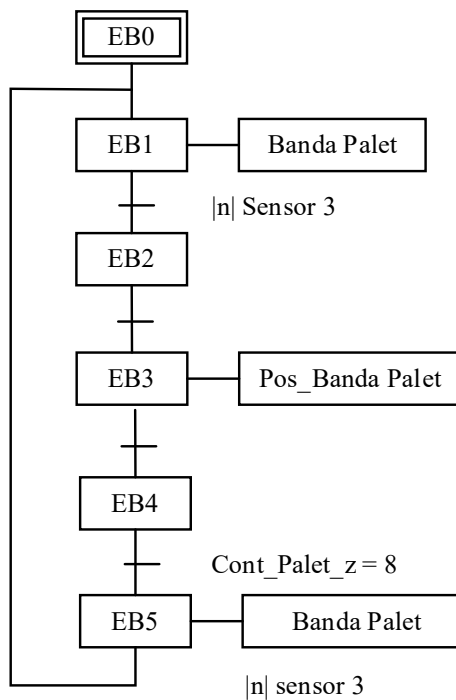 EB0
EB1
Banda Palet
|n| Sensor 3
EB2
EB3
Pos_Banda Palet
EB4
Cont_Palet_z = 8
EB5
Banda Palet
|n| sensor 3